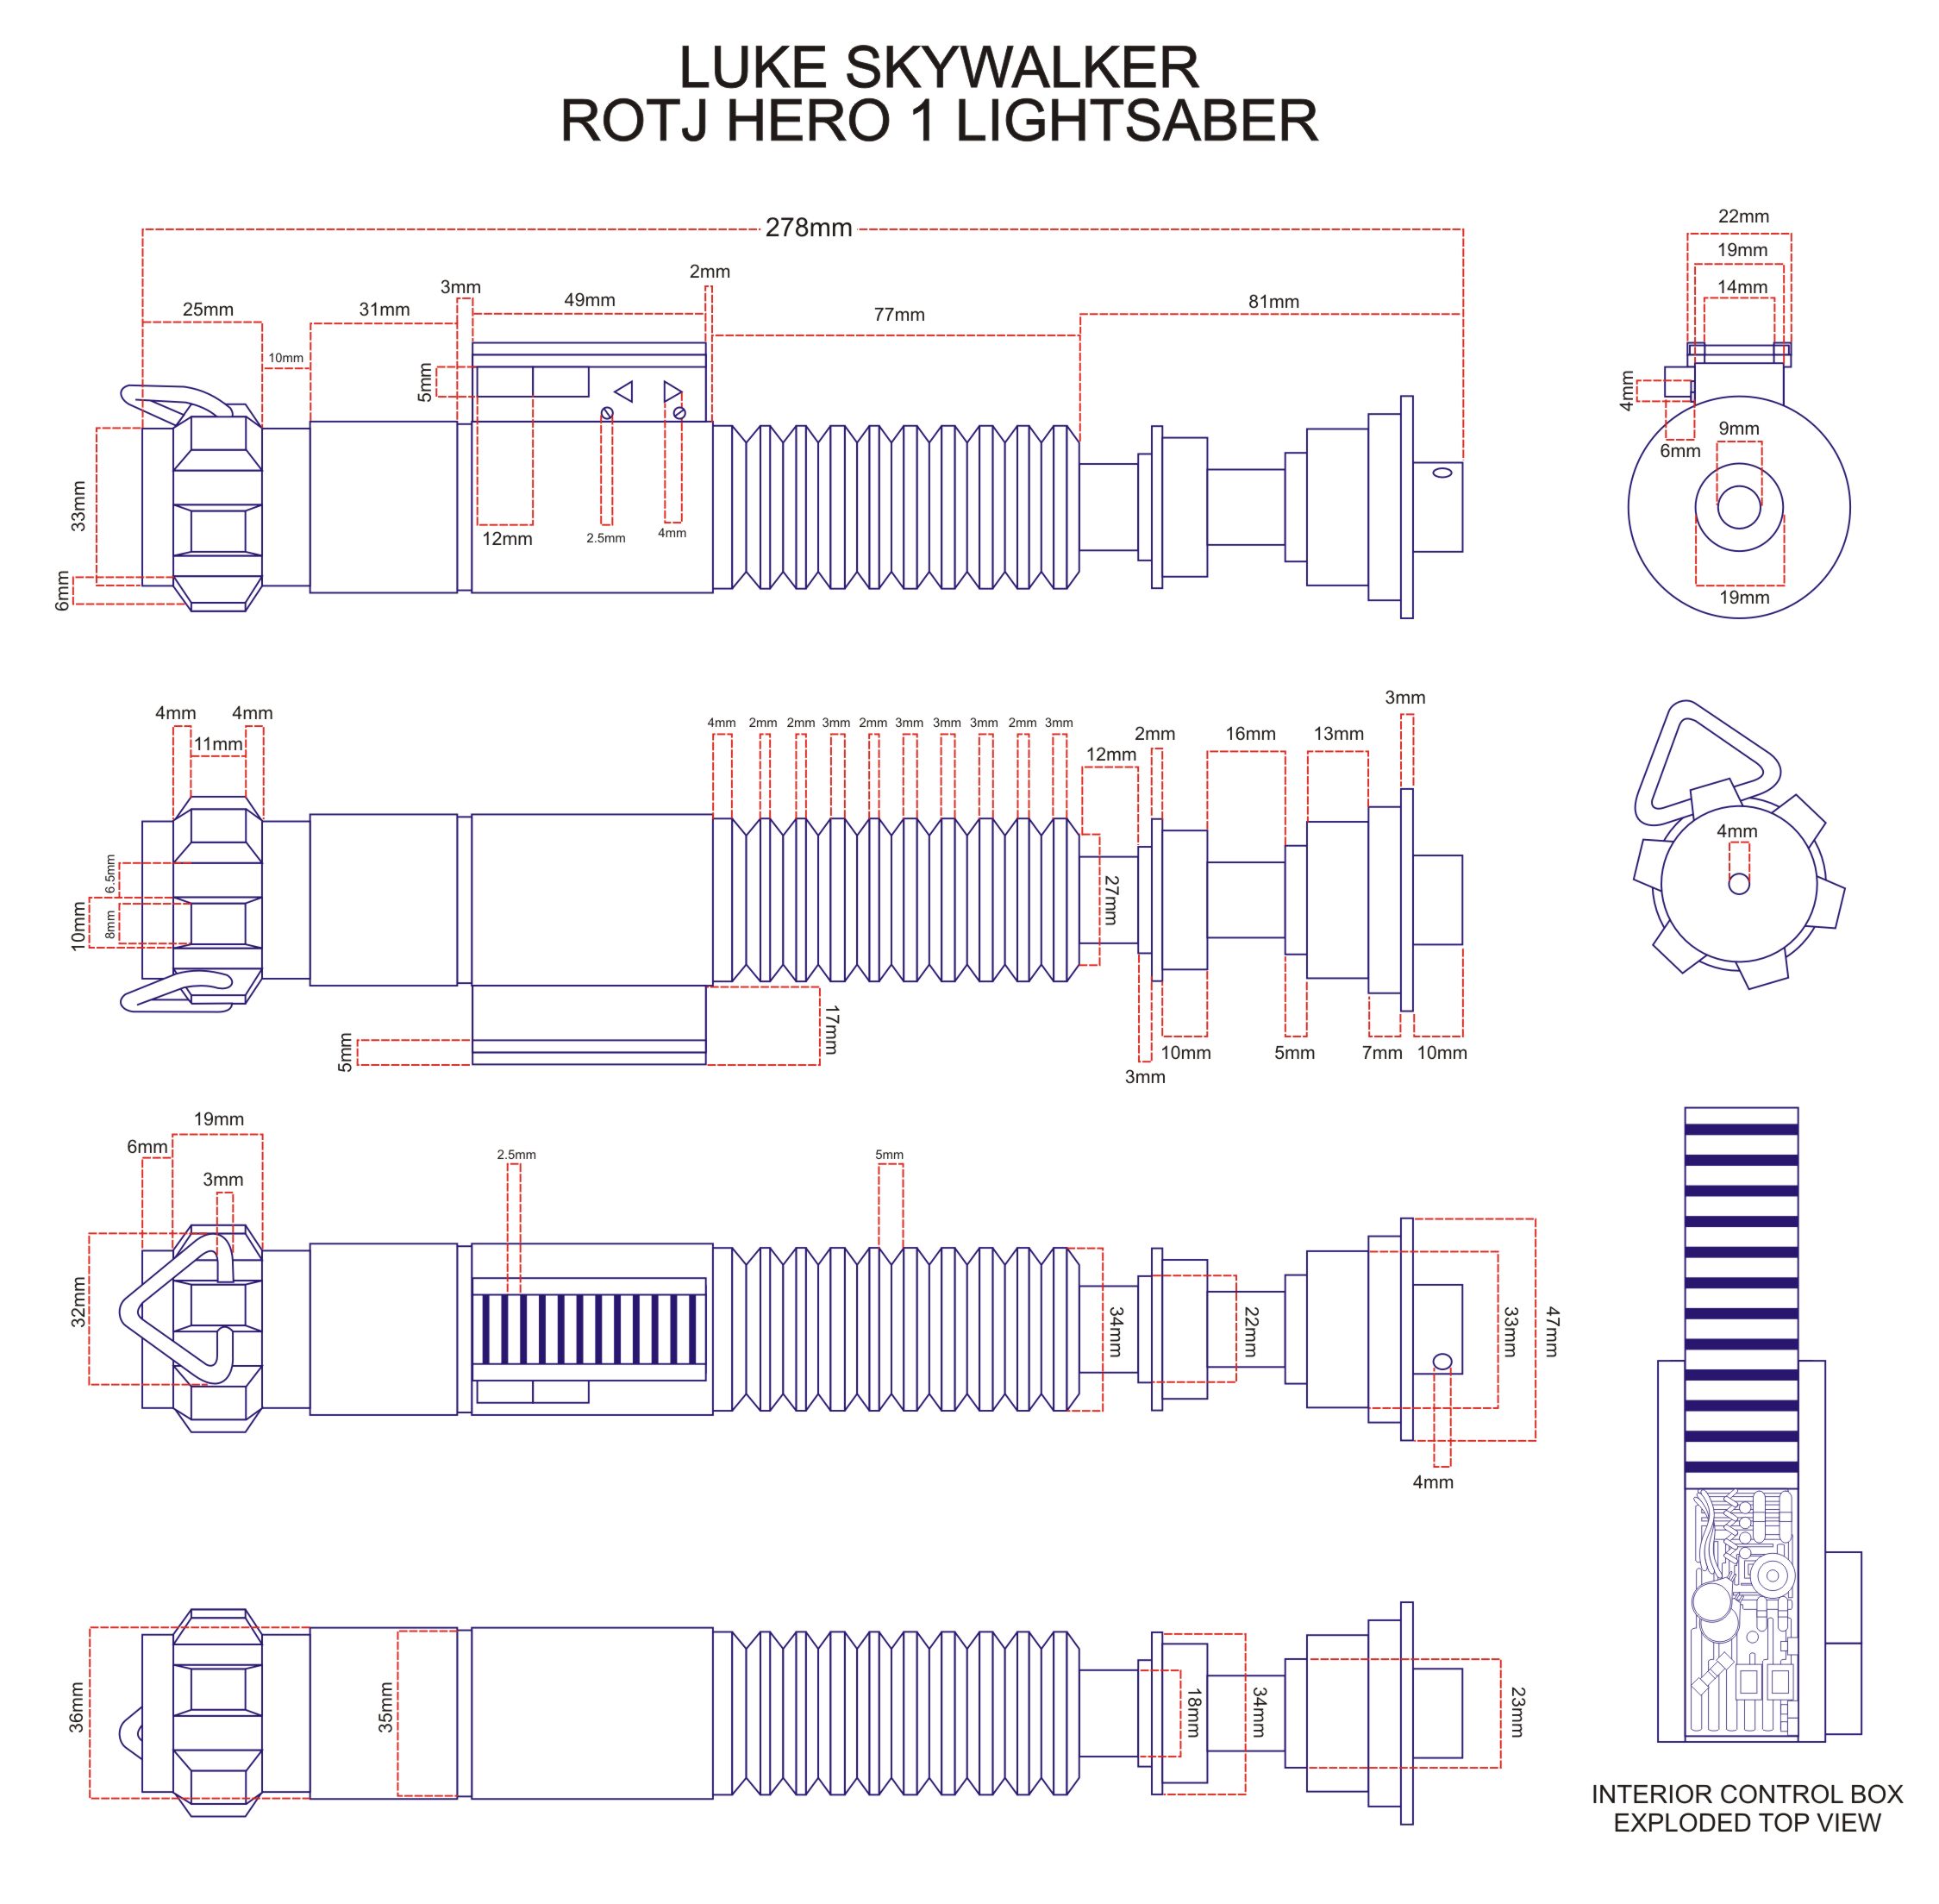 LUKE SKYWALKER
ROTJ HERO 1 LIGHTSABER
278mm
25mm
10mm
31mm
3mm
49mm
2mm
77mm
81mm
5mm
33mm
6mm
12mm
2.5mm
4mm
22mm
19mm
14mm
4mm
6mm
9mm
19mm
4mm
4mm
11mm
4mm
2mm
2mm
3mm
2mm
3mm
3mm
3mm
2mm
3mm
12mm
2mm
16mm
13mm
3mm
6.5mm
10mm
8mm
27mm
5mm
17mm
3mm
10mm
5mm
7mm
10mm
4mm
19mm
6mm
3mm
2.5mm
5mm
32mm
34mm
22mm
33mm
47mm
4mm
36mm
35mm
18mm
34mm
23mm
INTERIOR CONTROL BOX
EXPLODED TOP VIEW